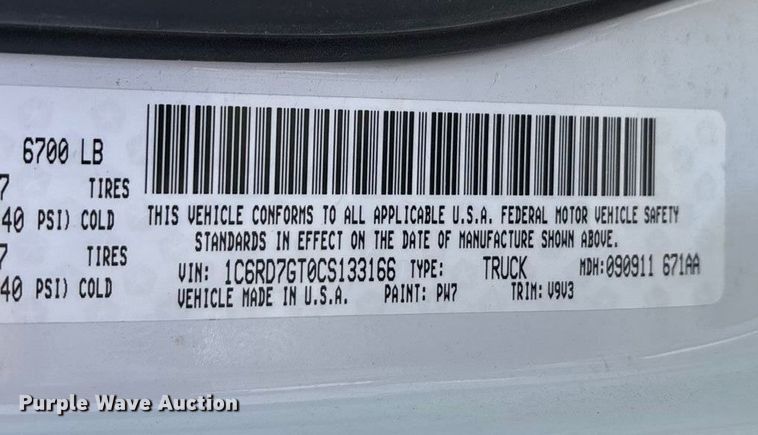 6700 LB
7 TIRES
40 PSI) COLD
7 TIRES
40 PSI) COLD
THIS VEHICLE CONFORMS TO ALL APPLICABLE U.S.A. FEDERAL MOTOR VEHICLE SAFETY
STANDARDS IN EFFECT ON THE DATE OF MANUFACTURE SHOWN ABOVE.
VIN: 1C6RD7GT0CS133166 TYPE: TRUCK MDH: 090911 671AA
VEHICLE MADE IN U.S.A. PAINT: PW7 TRIM: V9V3
Purple Wave Auction